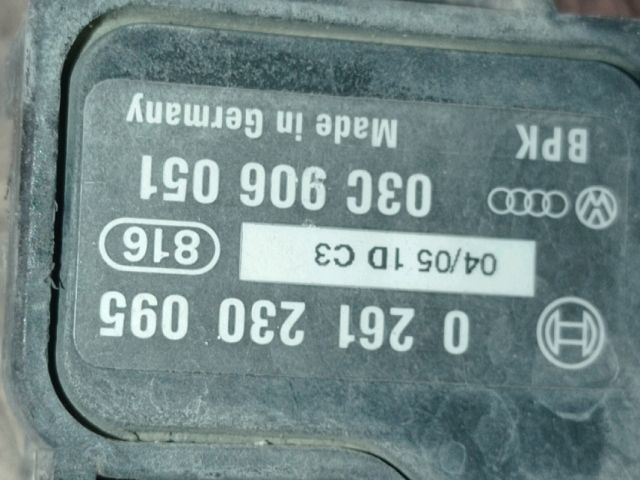 0 261 230 095
04/05 1D C3 816
03C 906 051
BPK Made in Germany